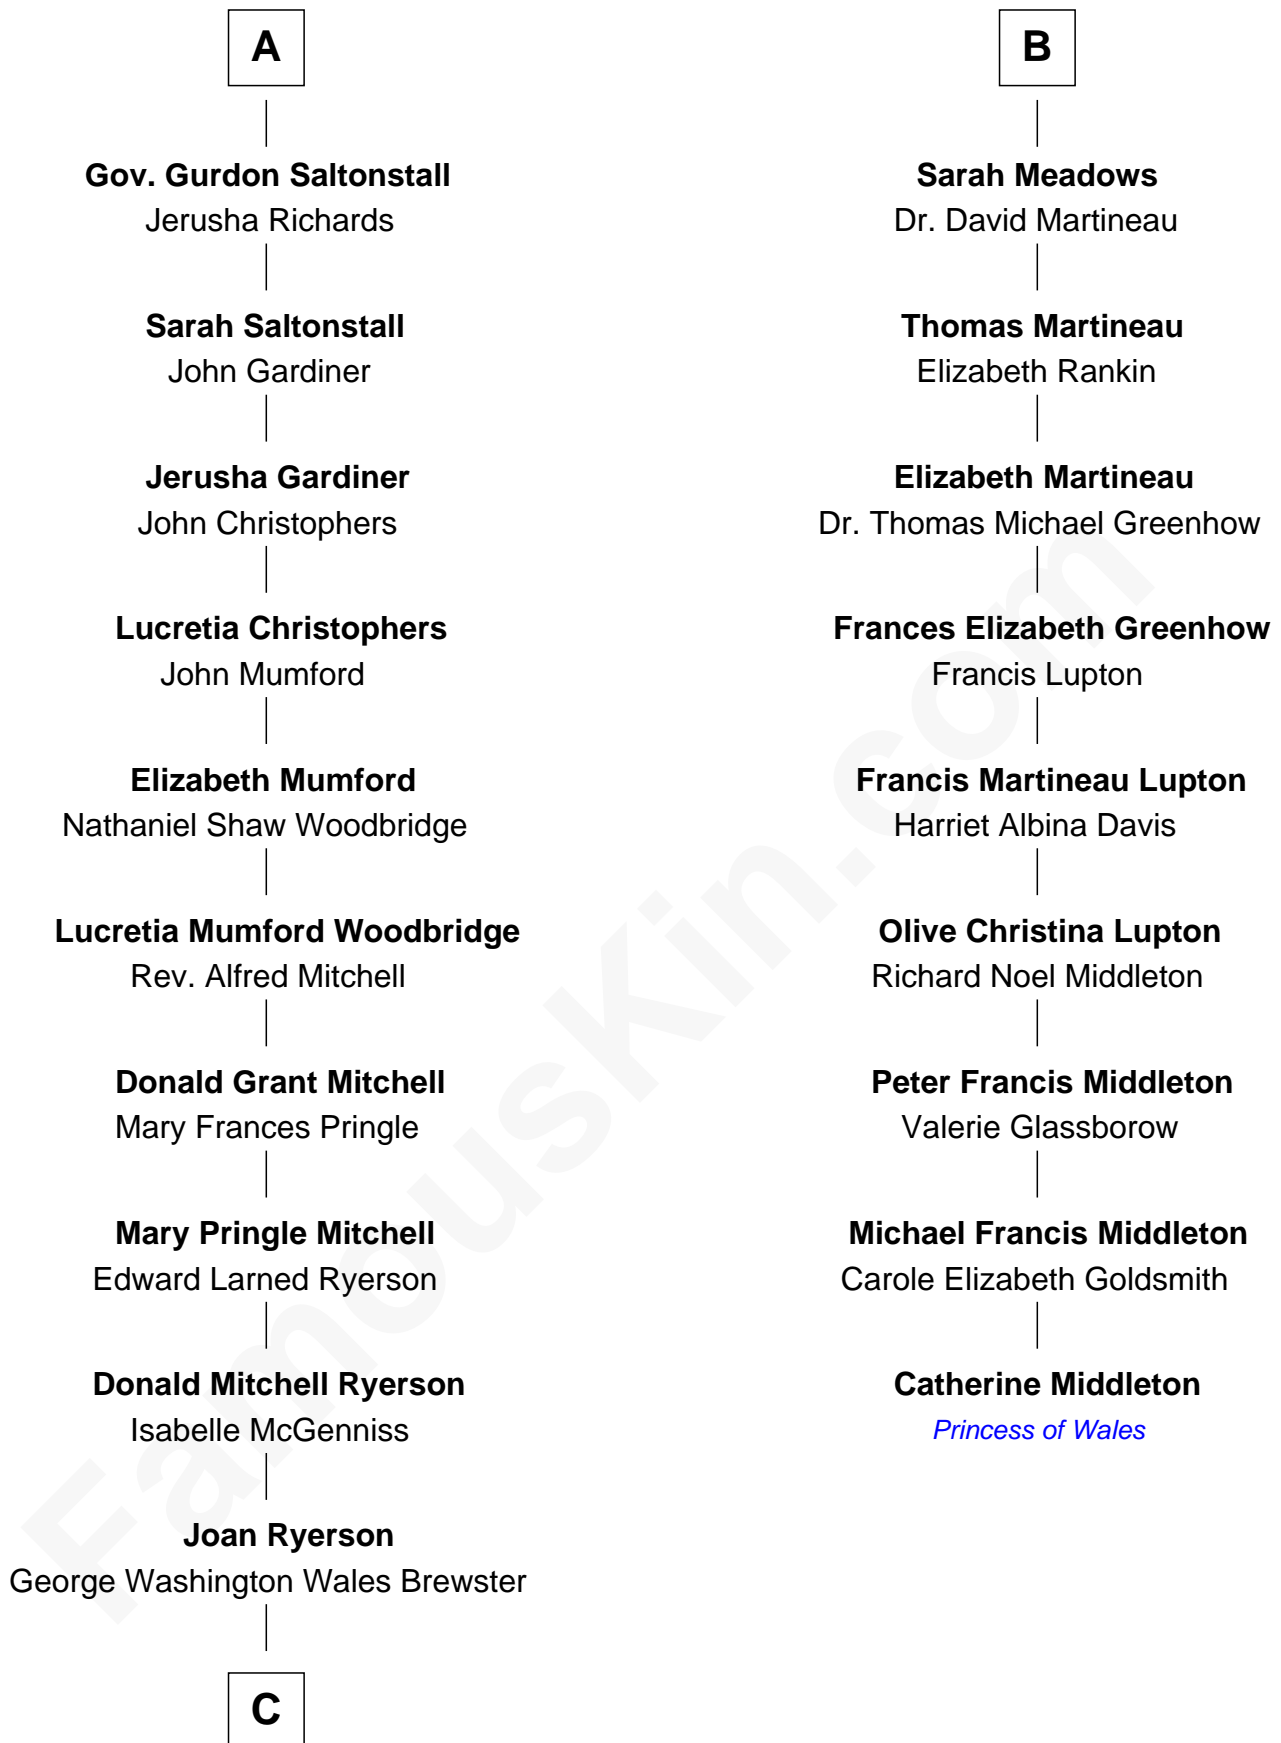 A
Gov. Gurdon Saltonstall
Jerusha Richards
Sarah Saltonstall
John Gardiner
Jerusha Gardiner
John Christophers
Lucretia Christophers
John Mumford
Elizabeth Mumford
Nathaniel Shaw Woodbridge
Lucretia Mumford Woodbridge
Rev. Alfred Mitchell
Donald Grant Mitchell
Mary Frances Pringle
Mary Pringle Mitchell
Edward Larned Ryerson
Donald Mitchell Ryerson
Isabelle McGenniss
Joan Ryerson
George Washington Wales Brewster
C
B
Sarah Meadows
Dr. David Martineau
Thomas Martineau
Elizabeth Rankin
Elizabeth Martineau
Dr. Thomas Michael Greenhow
Frances Elizabeth Greenhow
Francis Lupton
Francis Martineau Lupton
Harriet Albina Davis
Olive Christina Lupton
Richard Noel Middleton
Peter Francis Middleton
Valerie Glassborow
Michael Francis Middleton
Carole Elizabeth Goldsmith
Catherine Middleton
Princess of Wales
FamousKin.com